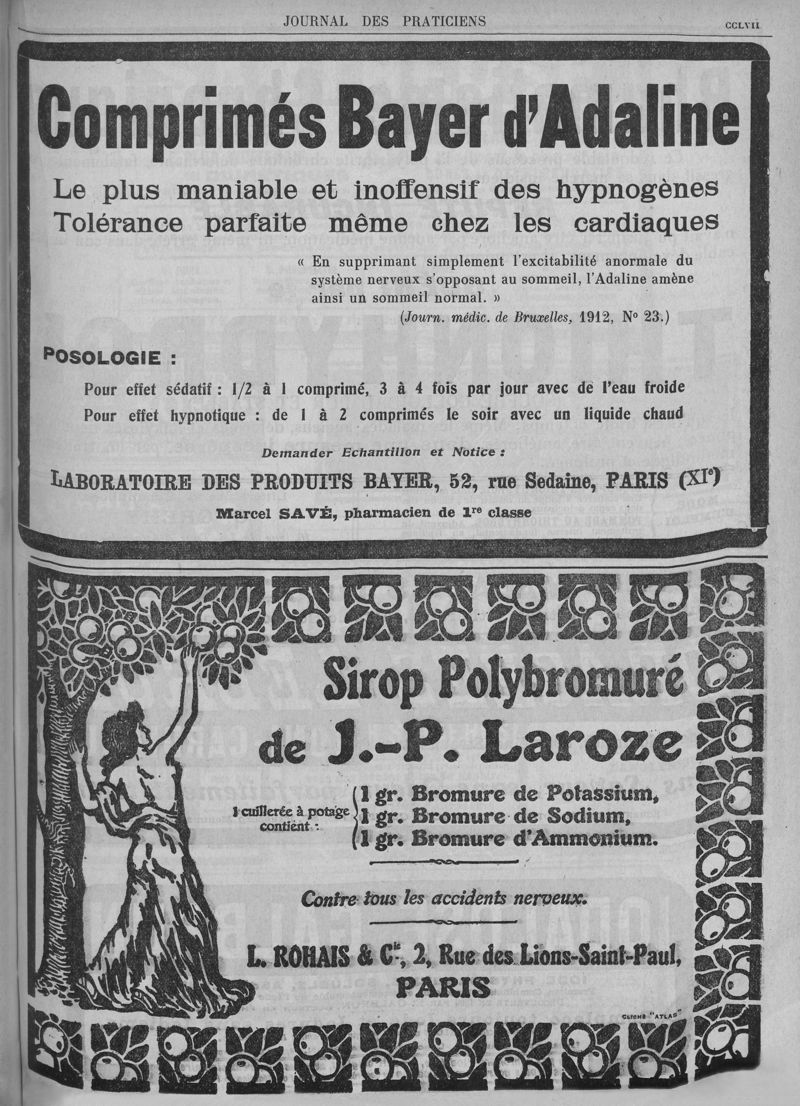 JOURNAL DES PRATICIENS
CCLVII
Comprimés Bayer d'Adaline
Le plus maniable et inoffensif des hypnogènes
Tolérance parfaite même chez les cardiaques
« En supprimant simplement l'excitabilité anormale du
système nerveux s'opposant au sommeil, l'Adaline amène
ainsi un sommeil normal. »
(Journ. médic. de Bruxelles, 1912, Nº 23.)
POSOLOGIE :
Pour effet sédatif : 1/2 à 1 comprimé, 3 à 4 fois par jour avec de l'eau froide
Pour effet hypnotique : de 1 à 2 comprimés le soir avec un liquide chaud
Demander Echantillon et Notice :
LABORATOIRE DES PRODUITS BAYER, 52, rue Sedaine, PARIS (XIe)
Marcel SAVÉ, pharmacien de 1re classe
Sirop Polybromuré
de J.-P. Laroze
1 cuillerée à potage
contient :
1 gr. Bromure de Potassium,
1 gr. Bromure de Sodium,
1 gr. Bromure d'Ammonium.
Contre tous les accidents nerveux.
L. ROHAIS & Cie, 2, Rue des Lions-Saint-Paul,
PARIS
CLICHÉ "ATLAS"